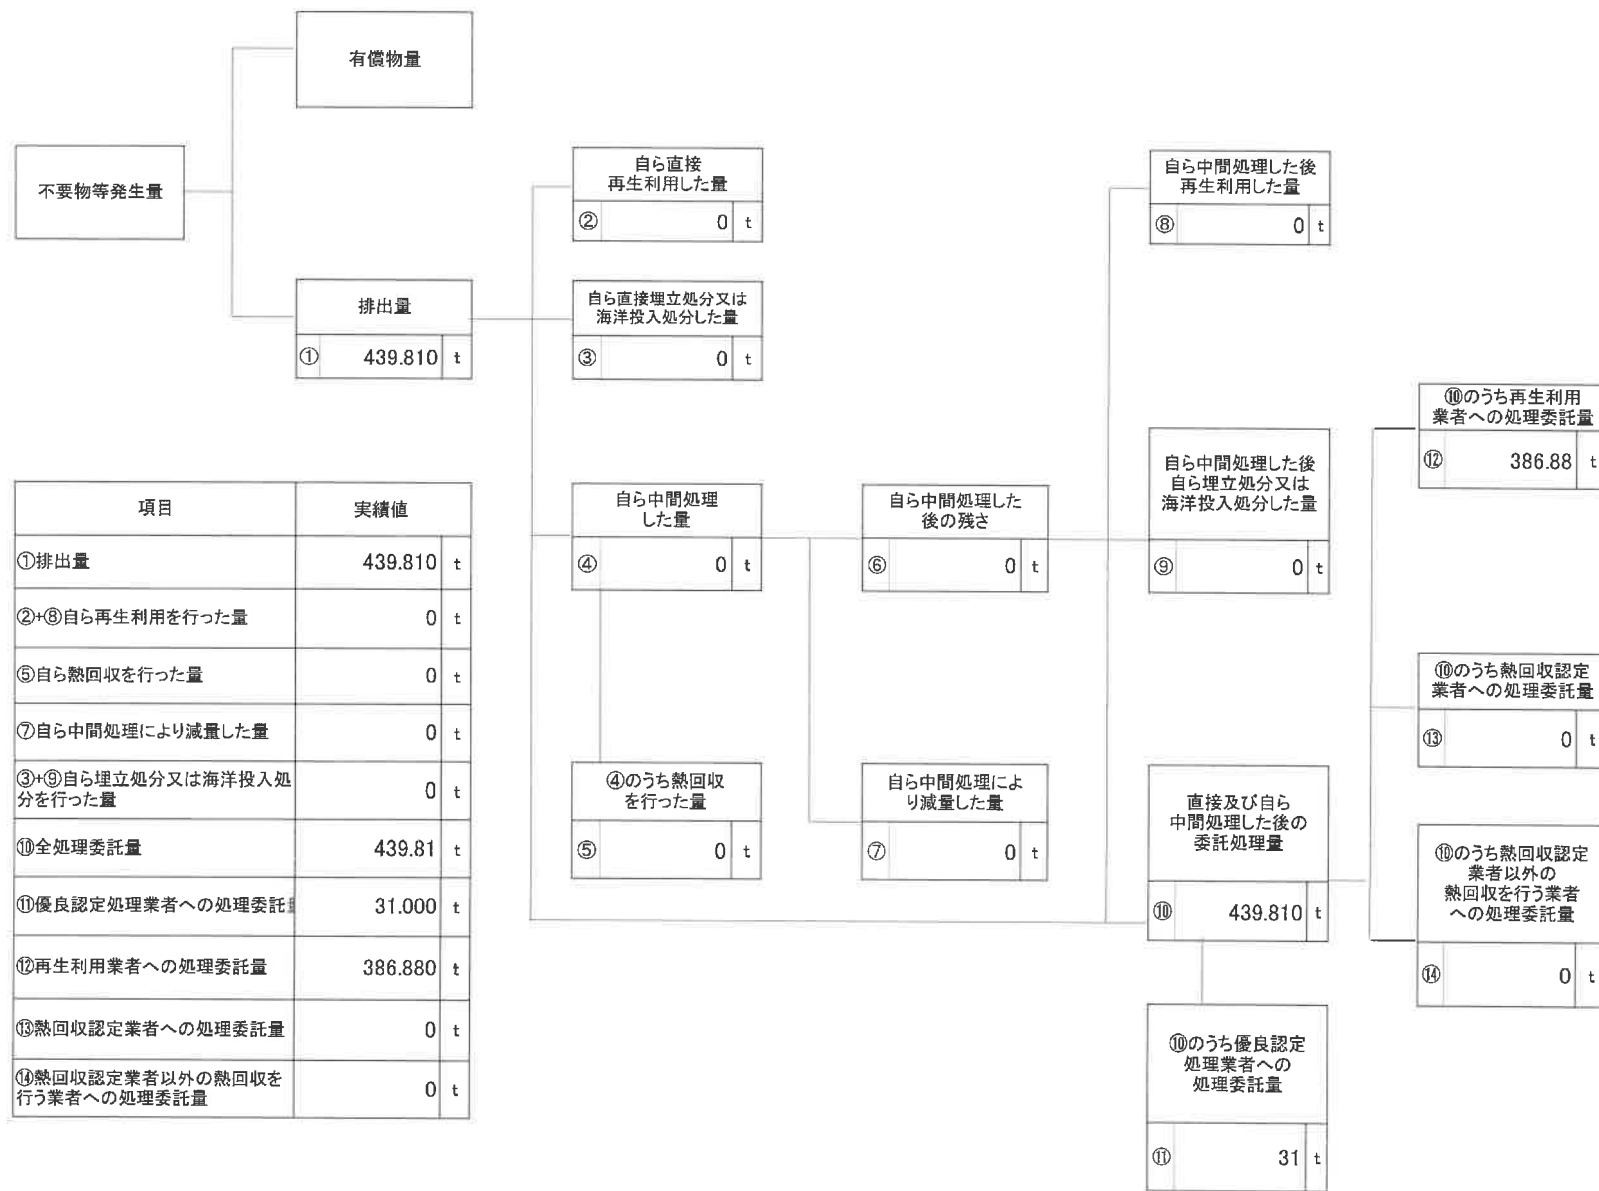 有償物量
不要物等発生量
排出量
① 439.810 t
自ら直接
再生利用した量
② 0 t
自ら直接埋立処分又は
海洋投入処分した量
③ 0 t
自ら中間処理
した量
④ 0 t
④のうち熱回収
を行った量
⑤ 0 t
自ら中間処理した
後の残さ
⑥ 0 t
自ら中間処理によ
り減量した量
⑦ 0 t
自ら中間処理した後
再生利用した量
⑧ 0 t
自ら中間処理した後
自ら埋立処分又は
海洋投入処分した量
⑨ 0 t
直接及び自ら
中間処理した後の
委託処理量
⑩ 439.810 t
⑩のうち優良認定
処理業者への
処理委託量
⑪ 31 t
⑩のうち再生利用
業者への処理委託量
⑫ 386.88 t
⑩のうち熱回収認定
業者への処理委託量
⑬ 0 t
⑩のうち熱回収認定
業者以外の
熱回収を行う業者
への処理委託量
⑭ 0 t
項目 実績値
①排出量 439.810 t
②+⑧自ら再生利用を行った量 0 t
⑤自ら熱回収を行った量 0 t
⑦自ら中間処理により減量した量 0 t
③+⑨自ら埋立処分又は海洋投入処
分を行った量 0 t
⑩全処理委託量 439.81 t
⑪優良認定処理業者への処理委託 31.000 t
⑫再生利用業者への処理委託量 386.880 t
⑬熱回収認定業者への処理委託量 0 t
⑭熱回収認定業者以外の熱回収を
行う業者への処理委託量 0 t